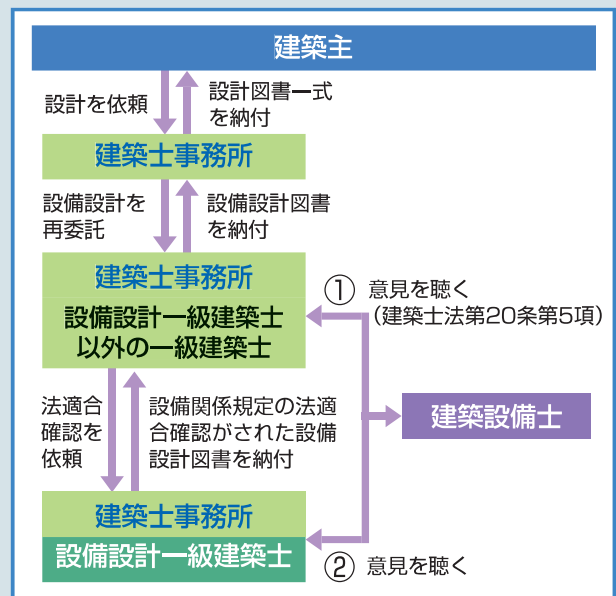 建築主
設計を依頼
設計図書一式
を納付
建築士事務所
設備設計を
再委託
設備設計図書
を納付
建築士事務所
設備設計一級建築士
以外の一級建築士
① 意見を聴く
(建築士法第20条第5項)
建築設備士
法適合
確認を
依頼
設備関係規定の法適
合確認がされた設備
設計図書を納付
建築士事務所
設備設計一級建築士
② 意見を聴く